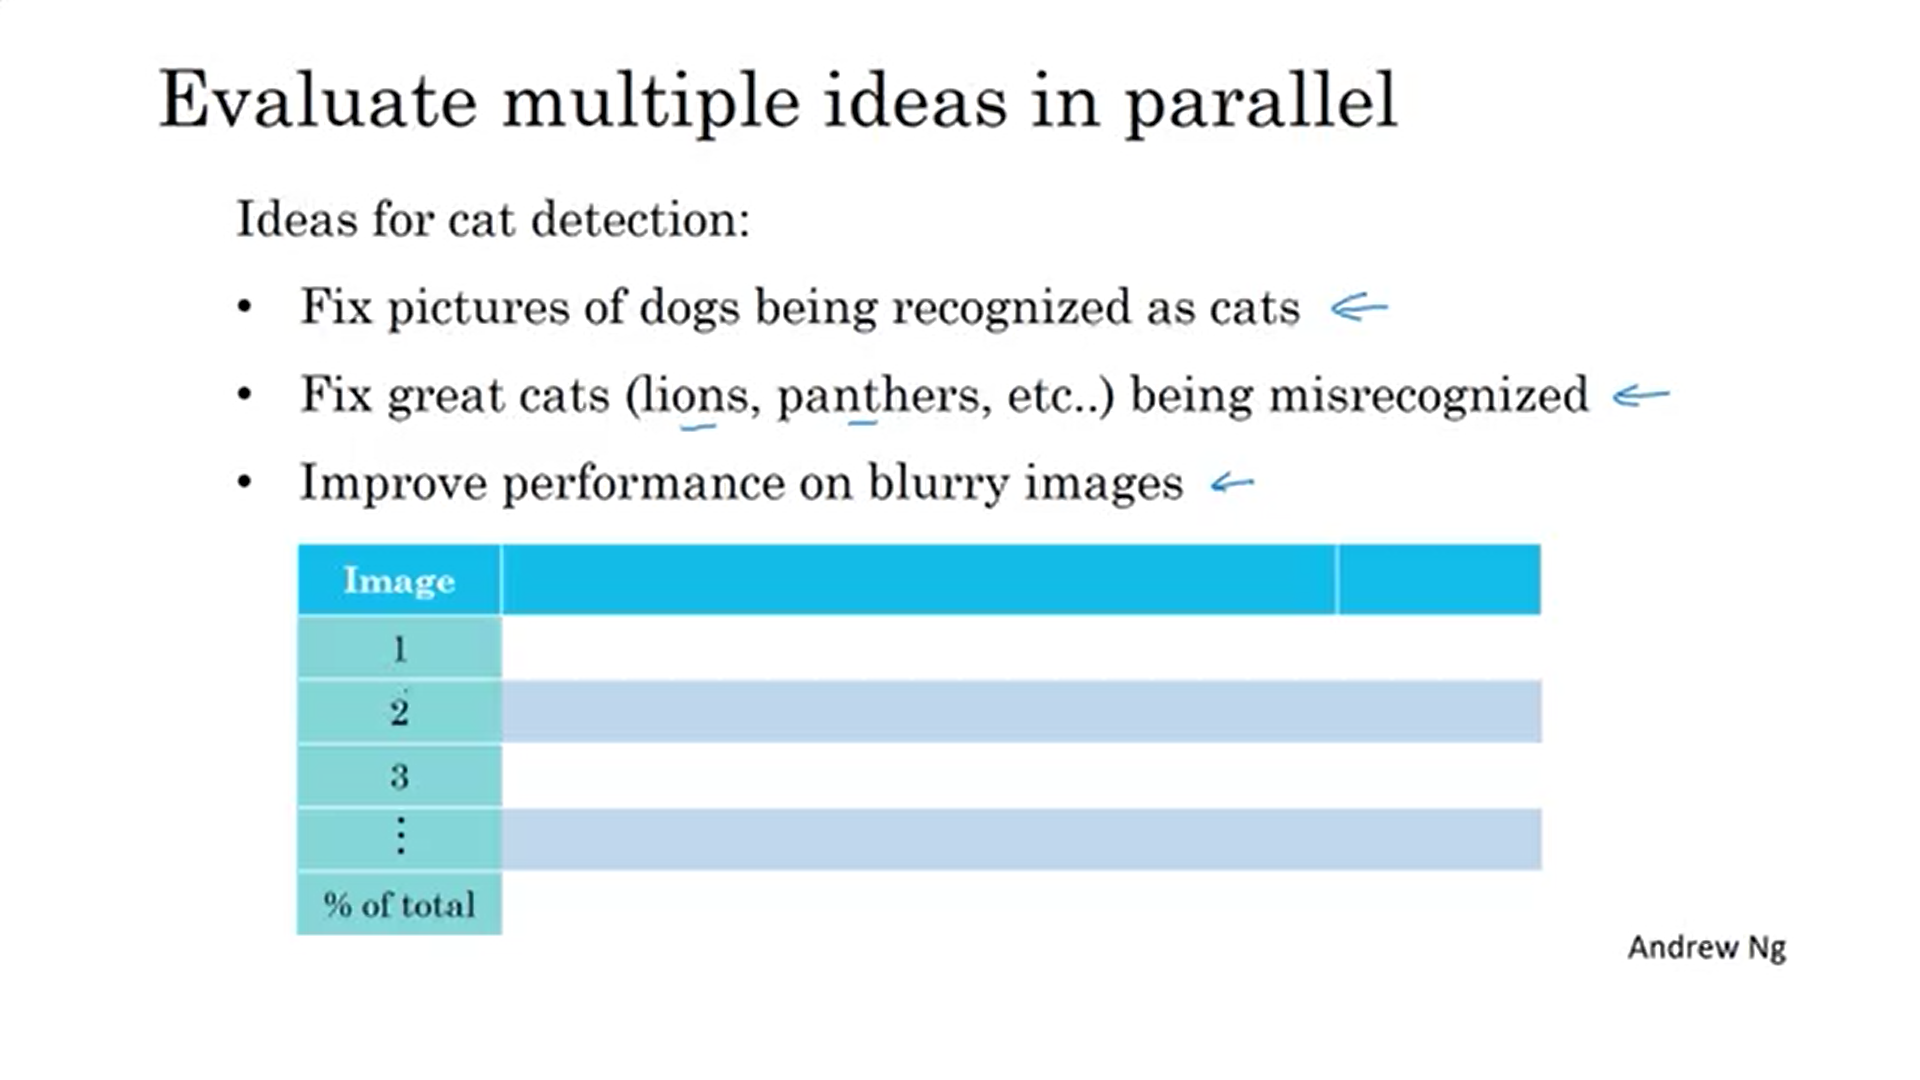 Evaluate multiple ideas in parallel
Ideas for cat detection:
• Fix pictures of dogs being recognized as cats
• Fix great cats (lions, panthers, etc..) being misrecognized
• Improve performance on blurry images
Image
1
2
3
⋮
% of total
Andrew Ng